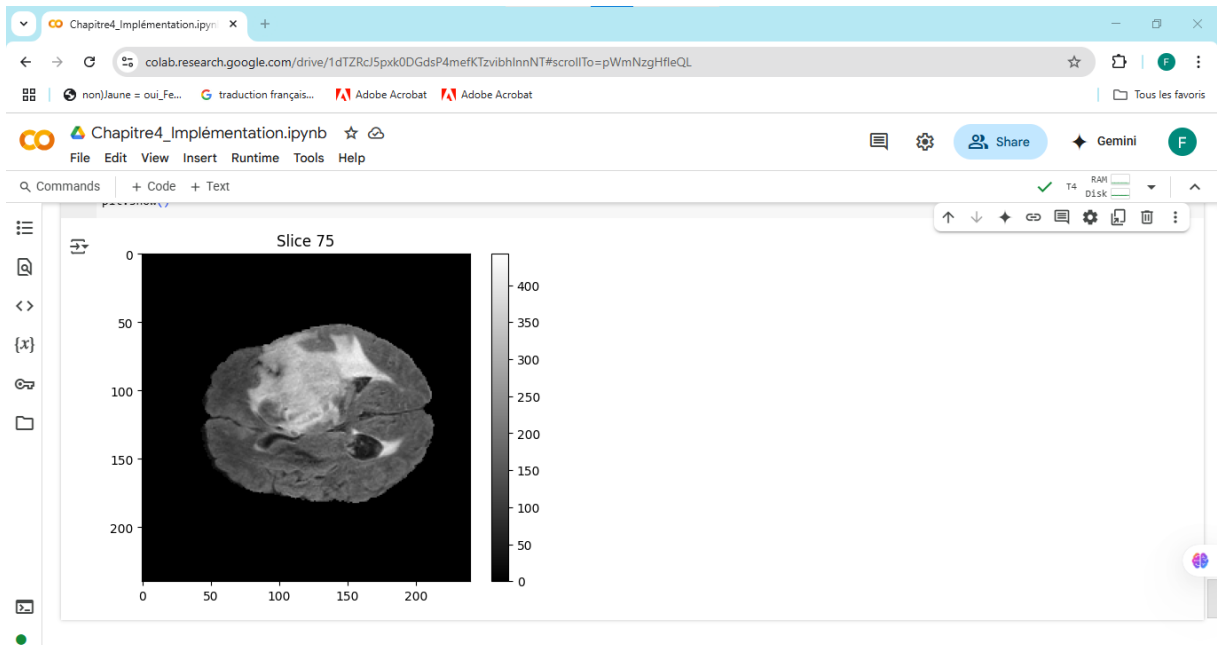 Chapitre4_Implémentation.ipyn
colab.research.google.com/drive/1dTZRcJ5pxk0DGdsP4mefKTzvibhlnnNT#scrollTo=pWmNzgHfleQL
F
non)Jaune = oui_Fe...
traduction français...
Adobe Acrobat
Adobe Acrobat
Tous les favoris
Chapitre4_Implémentation.ipynb
Share
Gemini
F
File Edit View Insert Runtime Tools Help
Commands
+ Code + Text
T4
RAM
Disk
plt.show()
Slice 75
0
50
100
150
200
0 50 100 150 200
400
350
300
250
200
150
100
50
0